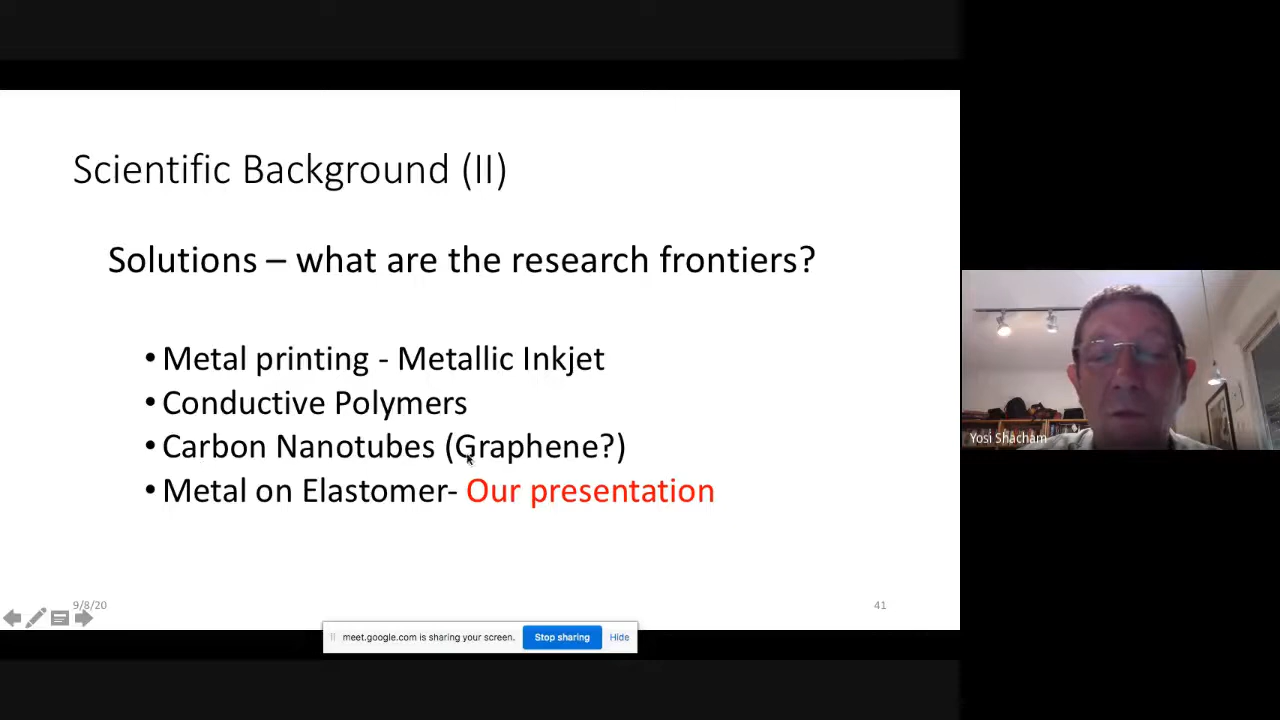 Scientific Background (II)
Solutions – what are the research frontiers?
• Metal printing - Metallic Inkjet
• Conductive Polymers
• Carbon Nanotubes (Graphene?)
• Metal on Elastomer- Our presentation
Yosi Shacham
9/8/20
41
meet.google.com is sharing your screen.
Stop sharing
Hide